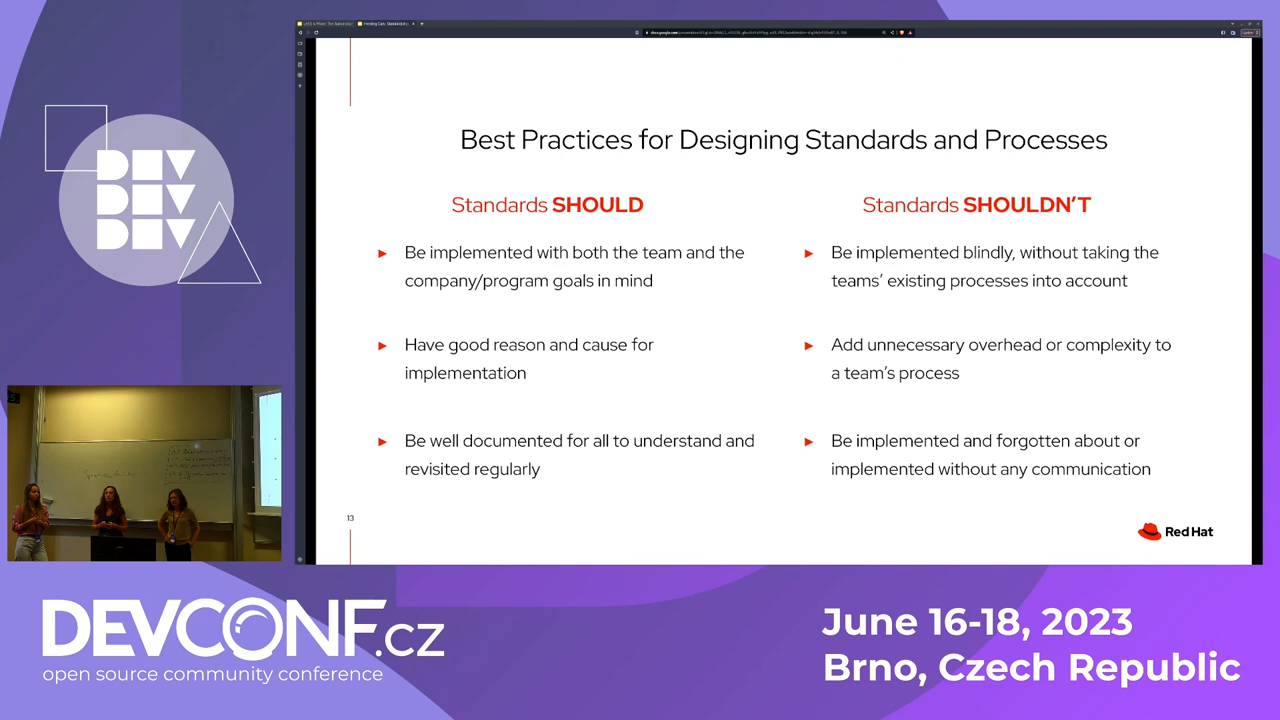 DEV
DEV
DEV
Best Practices for Designing Standards and Processes
Standards SHOULD
Be implemented with both the team and the
company/program goals in mind
Have good reason and cause for
implementation
Be well documented for all to understand and
revisited regularly
Standards SHOULDN'T
Be implemented blindly, without taking the
teams' existing processes into account
Add unnecessary overhead or complexity to
a team's process
Be implemented and forgotten about or
implemented without any communication
13
Red Hat
DEVCONF.cz
open source community conference
June 16-18, 2023
Brno, Czech Republic